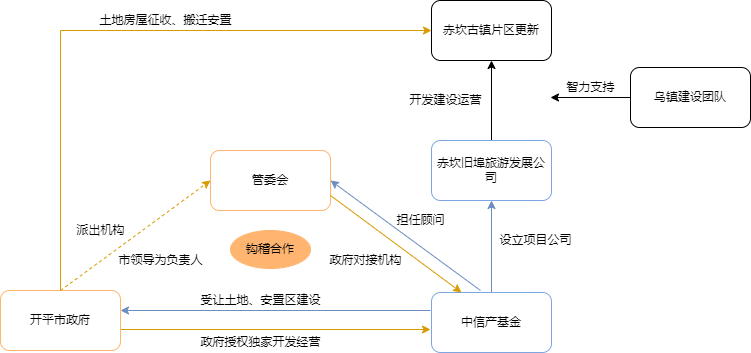 土地房屋征收、搬迁安置
赤坎古镇片区更新
智力支持
乌镇建设团队
开发建设运营
管委会
赤坎旧埠旅游发展公
司
派出机构
担任顾问
钩稽合作
设立项目公司
市领导为负责人
政府对接机构
受让土地、安置区建设
开平市政府
中信产基金
政府授权独家开发经营